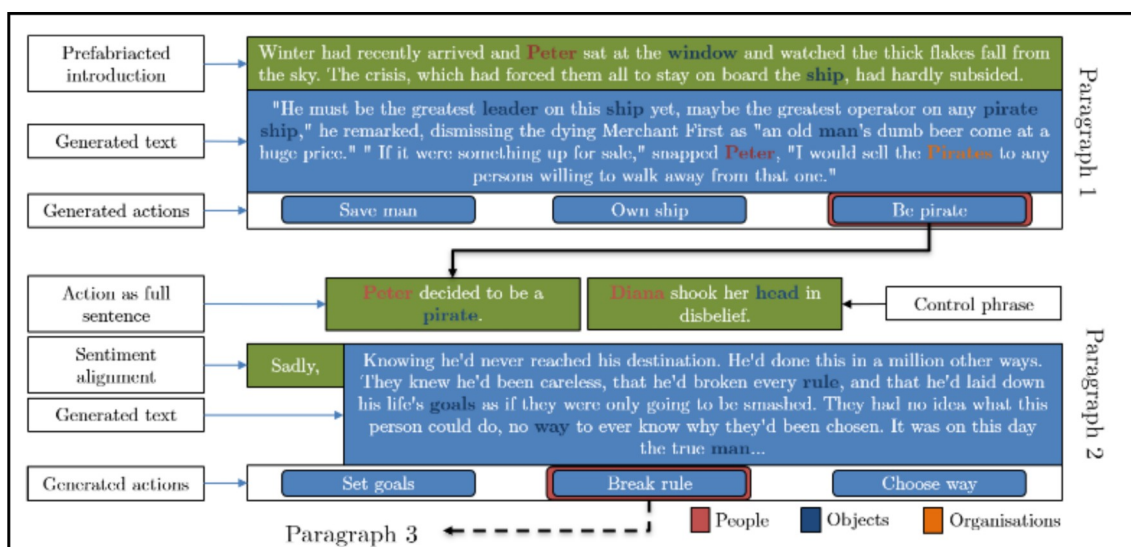 Prefabriacted
introduction
Winter had recently arrived and Peter sat at the window and watched the thick flakes fall from
the sky. The crisis, which had forced them all to stay on board the ship, had hardly subsided.
Generated text
"He must be the greatest leader on this ship yet, maybe the greatest operator on any pirate
ship," he remarked, dismissing the dying Merchant First as "an old man's dumb beer come at a
huge price." " If it were something up for sale," snapped Peter, "I would sell the Pirates to any
persons willing to walk away from that one."
Generated actions
Save man
Own ship
Be pirate
Paragraph 1
Action as full
sentence
Peter decided to be a
pirate.
Diana shook her head in
disbelief.
Control phrase
Sentiment
alignment
Sadly,
Generated text
Knowing he'd never reached his destination. He'd done this in a million other ways.
They knew he'd been careless, that he'd broken every rule, and that he'd laid down
his life's goals as if they were only going to be smashed. They had no idea what this
person could do, no way to ever know why they'd been chosen. It was on this day
the true man...
Generated actions
Set goals
Break rule
Choose way
Paragraph 2
Paragraph 3
People
Objects
Organisations